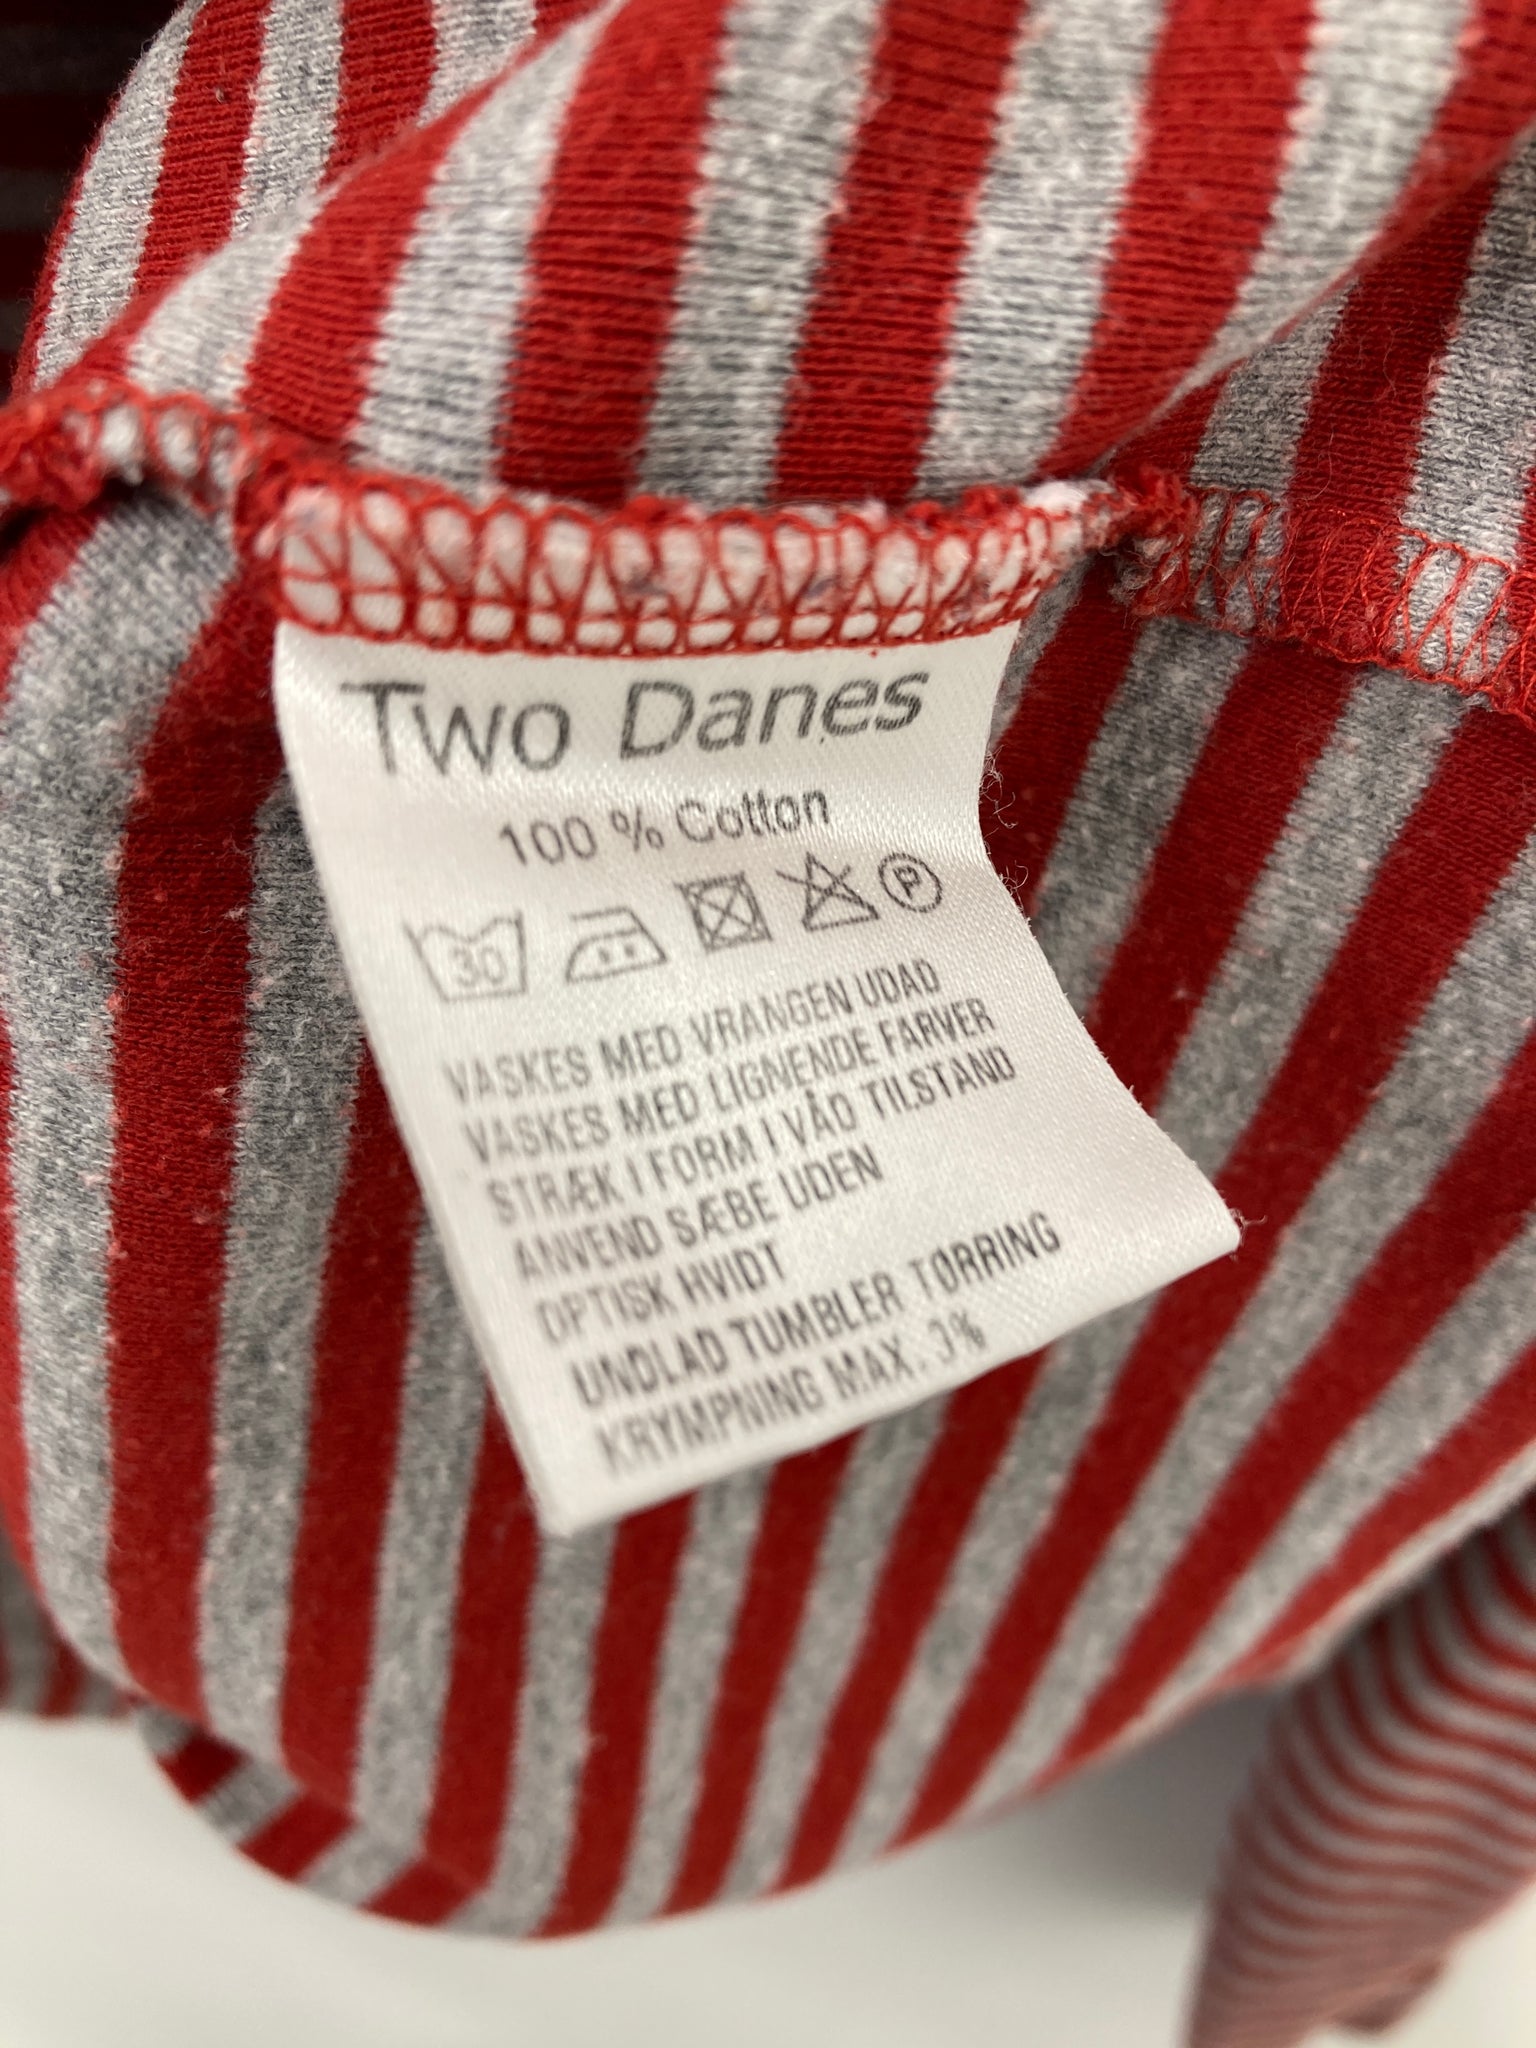 Two Danes
100 % Cotton
30 P
VASKES MED VRANGEN UDAD
VASKES MED LIGNENDE FARVER
STRÆK I FORM I VÅD TILSTAND
ANVEND SÆBE UDEN
OPTISK HVIDT
UNDLAD TUMBLER TØRRING
KRYMPNING MAX. 3%